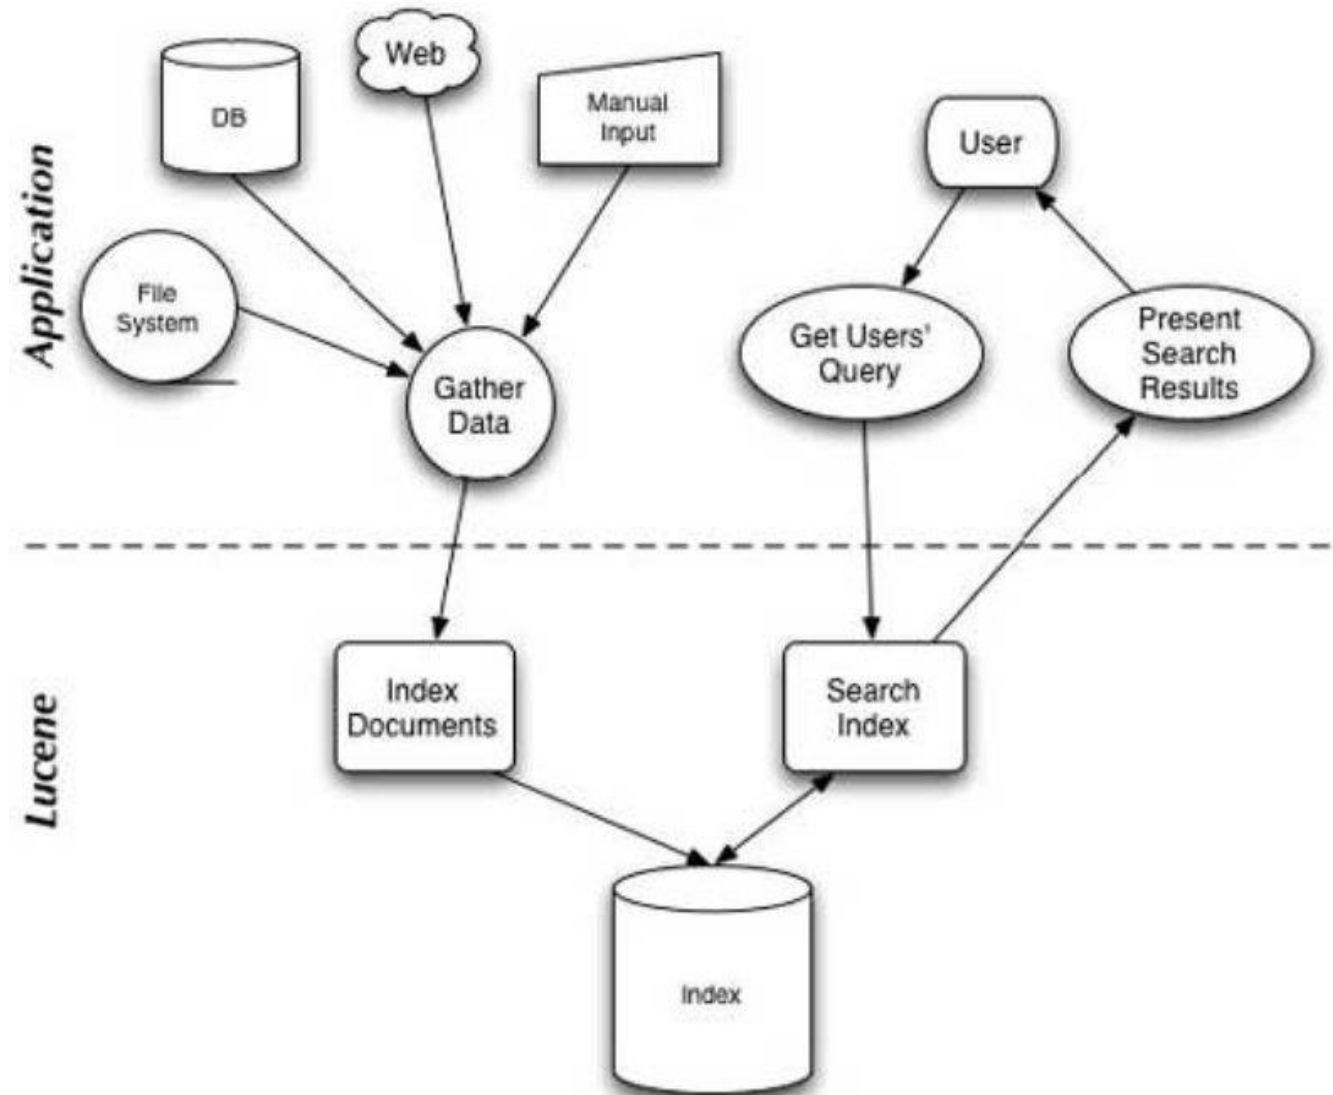 Web
DB
Manual
Input
User
Application
File
System
Get Users'
Query
Present
Search
Results
Gather
Data
Lucene
Index
Documents
Search
Index
Index